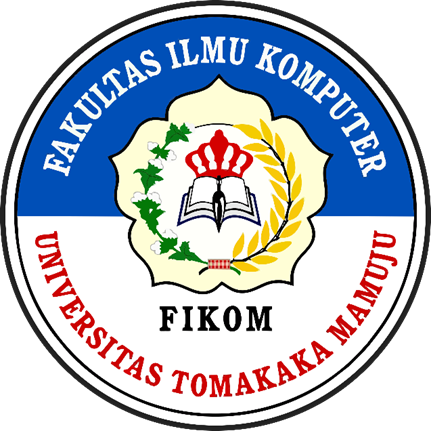 FAKULTAS ILMU KOMPUTER
FIKOM
UNIVERSITAS TOMAKAKA MAMUJU